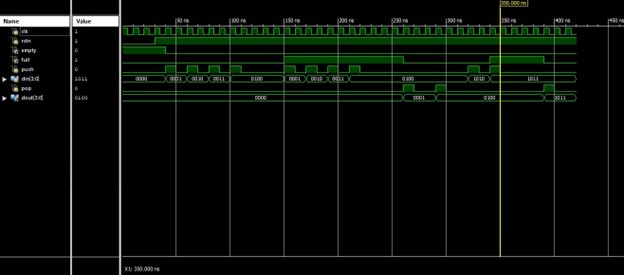 350.000 ns
Name Value 50 ns 100 ns 150 ns 200 ns 250 ns 300 ns 350 ns 400 ns 450 ns
clk 1
rstn 1
empty 0
full 1
push 0
din[3:0] 1011 0000 0001 0010 0011 0100 0001 0010 0011 0100 1010 1011
pop 0
dout[3:0] 0100 0000 0001 0100 1011
X1: 350.000 ns